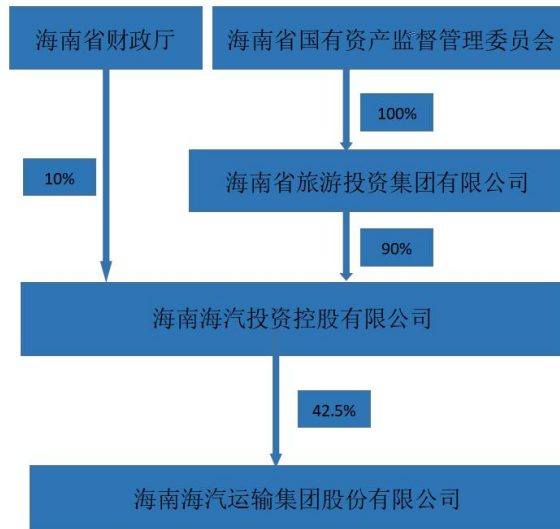 海南省财政厅
海南省国有资产监督管理委员会
100%
10%
海南省旅游投资集团有限公司
90%
海南海汽投资控股有限公司
42.5%
海南海汽运输集团股份有限公司